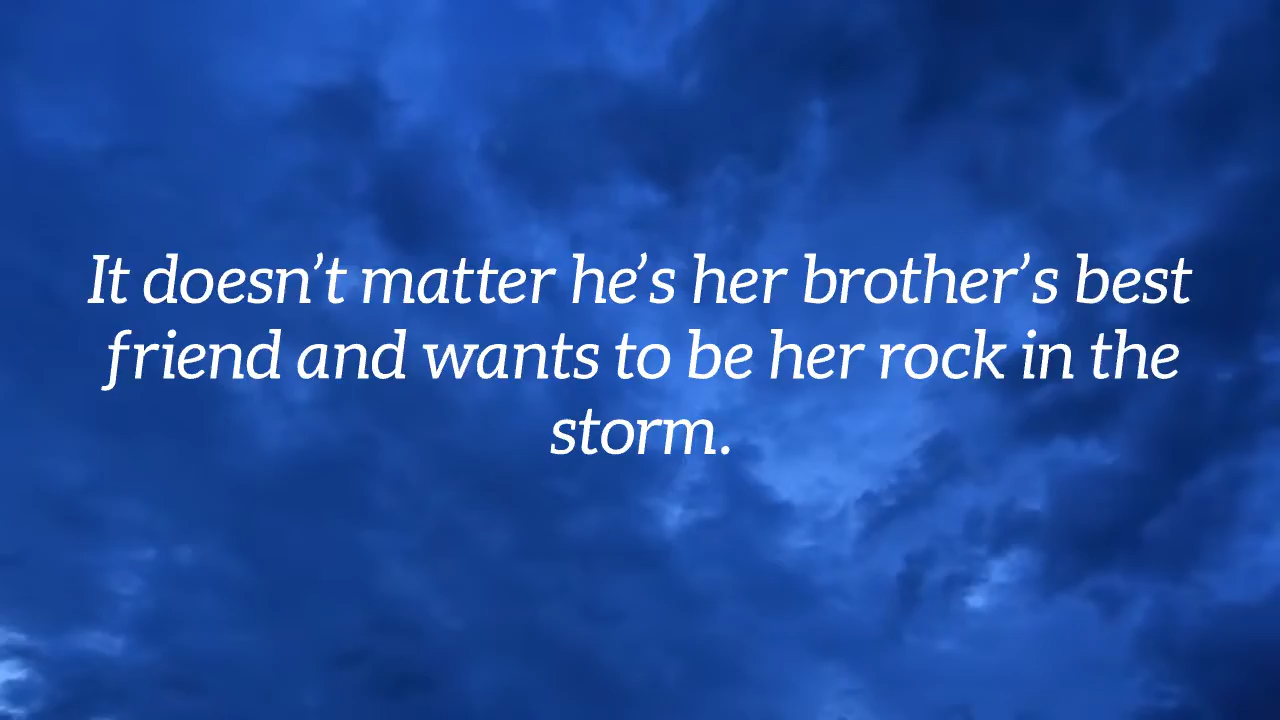 It doesn’t matter he’s her brother’s best
friend and wants to be her rock in the
storm.